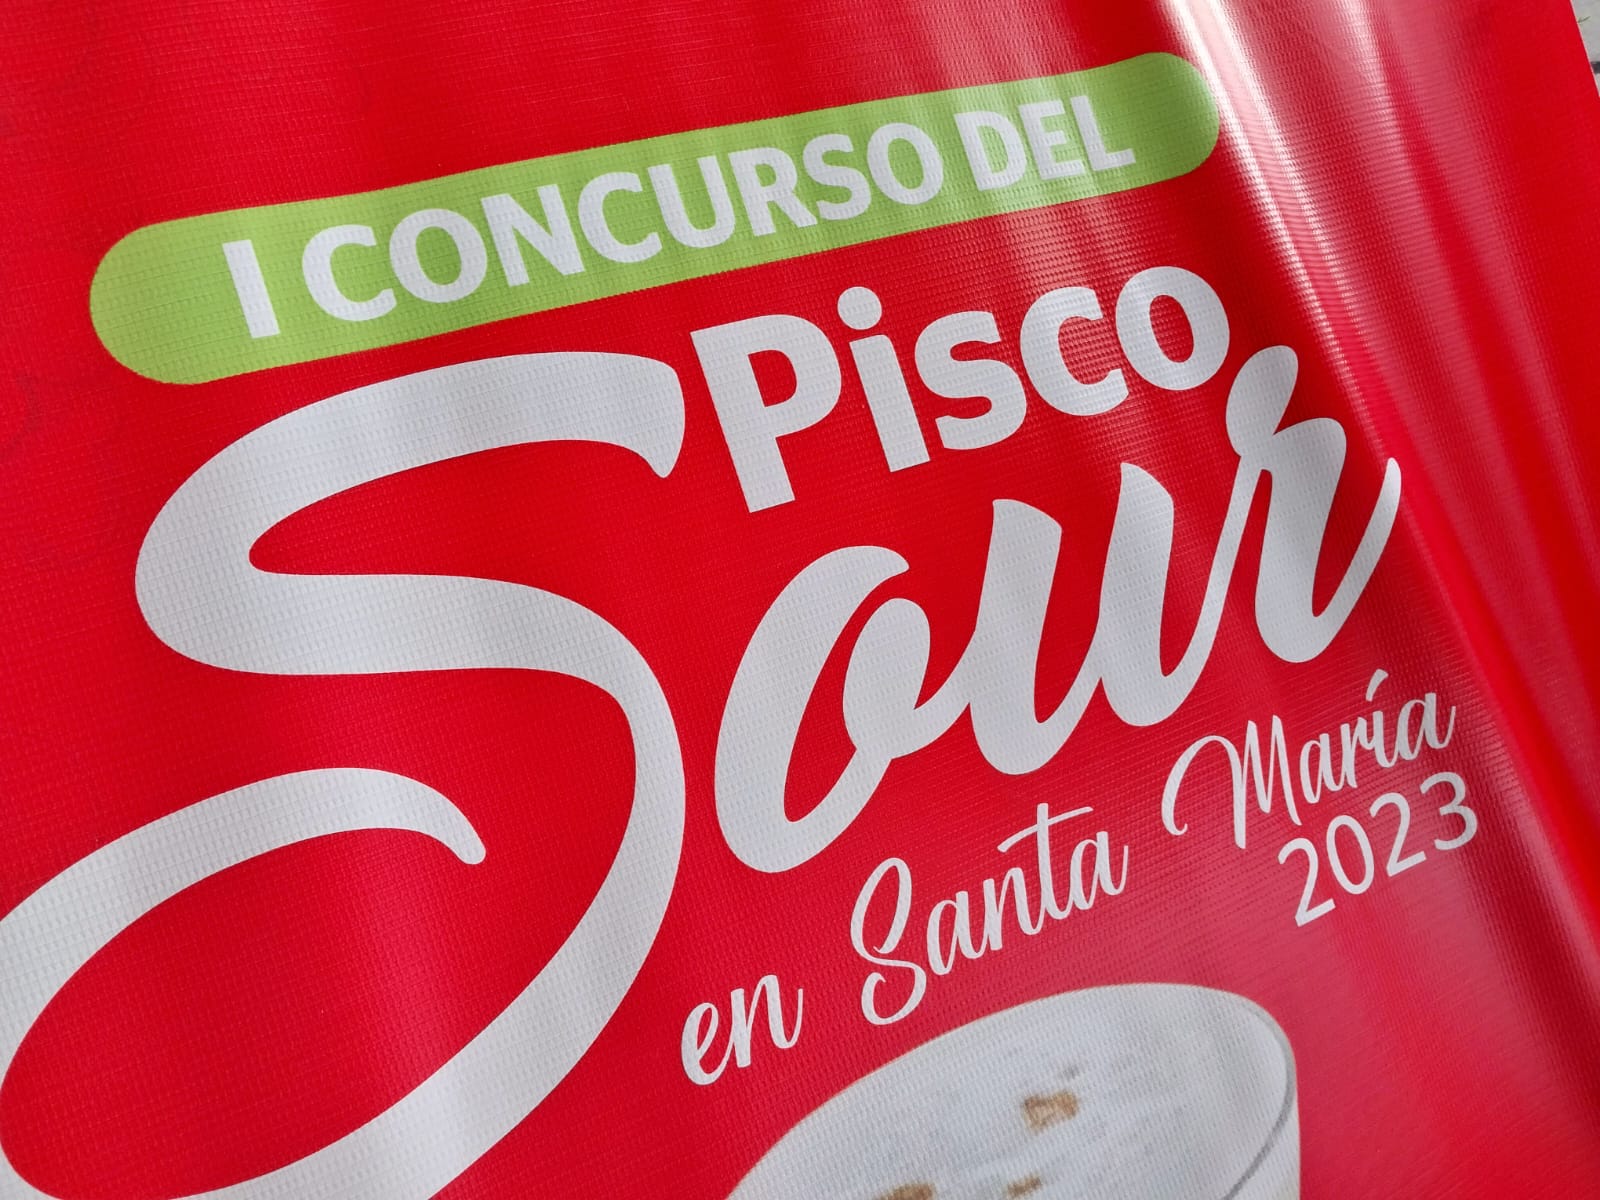 I CONCURSO DEL
Pisco
Sour
en Santa María
2023